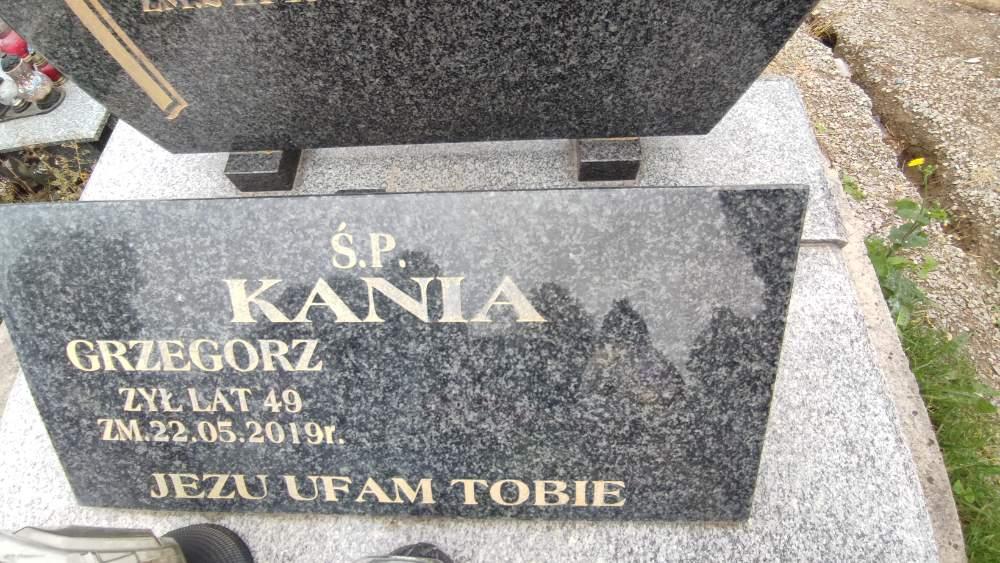 Ś.P.
KANIA
GRZEGORZ
ŻYŁ LAT 49
ZM.22.05.2019r.
JEZU UFAM TOBIE